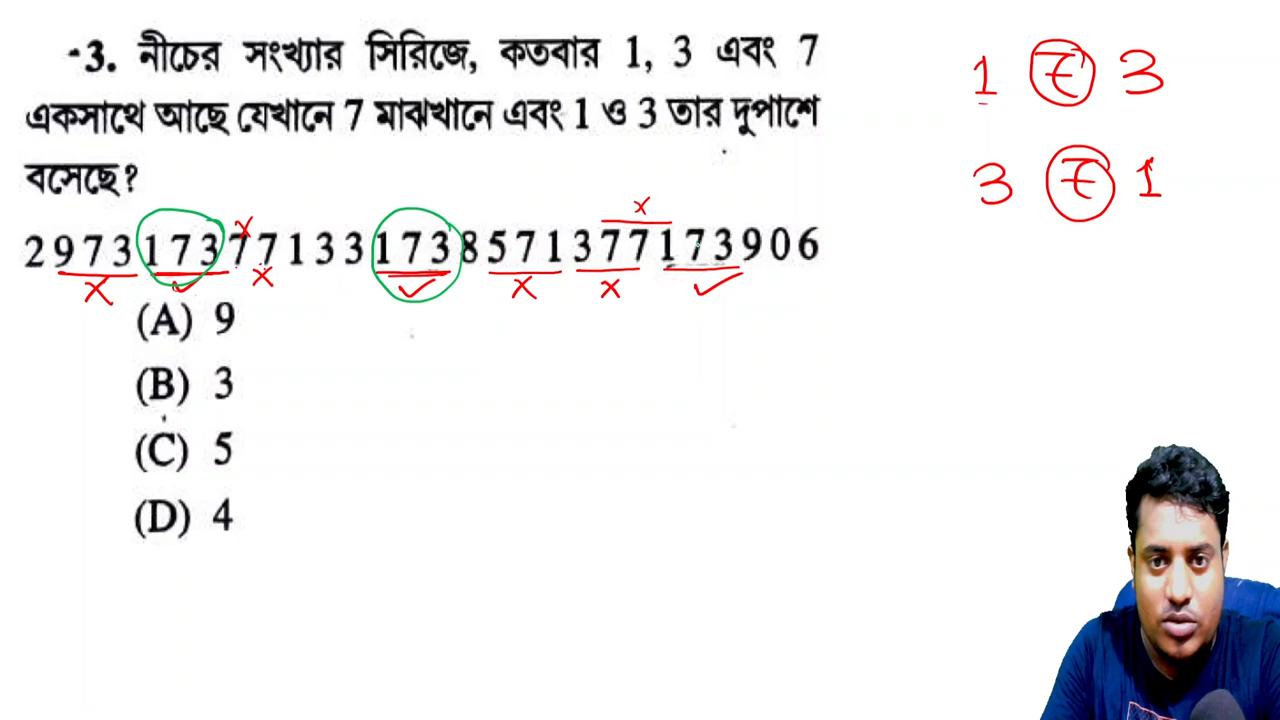 -3. নীচের সংখ্যার সিরিজে, কতবার 1, 3 এবং 7
একসাথে আছে যেখানে 7 মাঝখানে এবং 1 ও 3 তার দুপাশে
বসেছে?
2 9 7 3 1 7 3 7 7 1 3 3 1 7 3 8 5 7 1 3 7 7 1 7 3 9 0 6
(A) 9
(B) 3
(C) 5
(D) 4
1 7 3
3 7 1